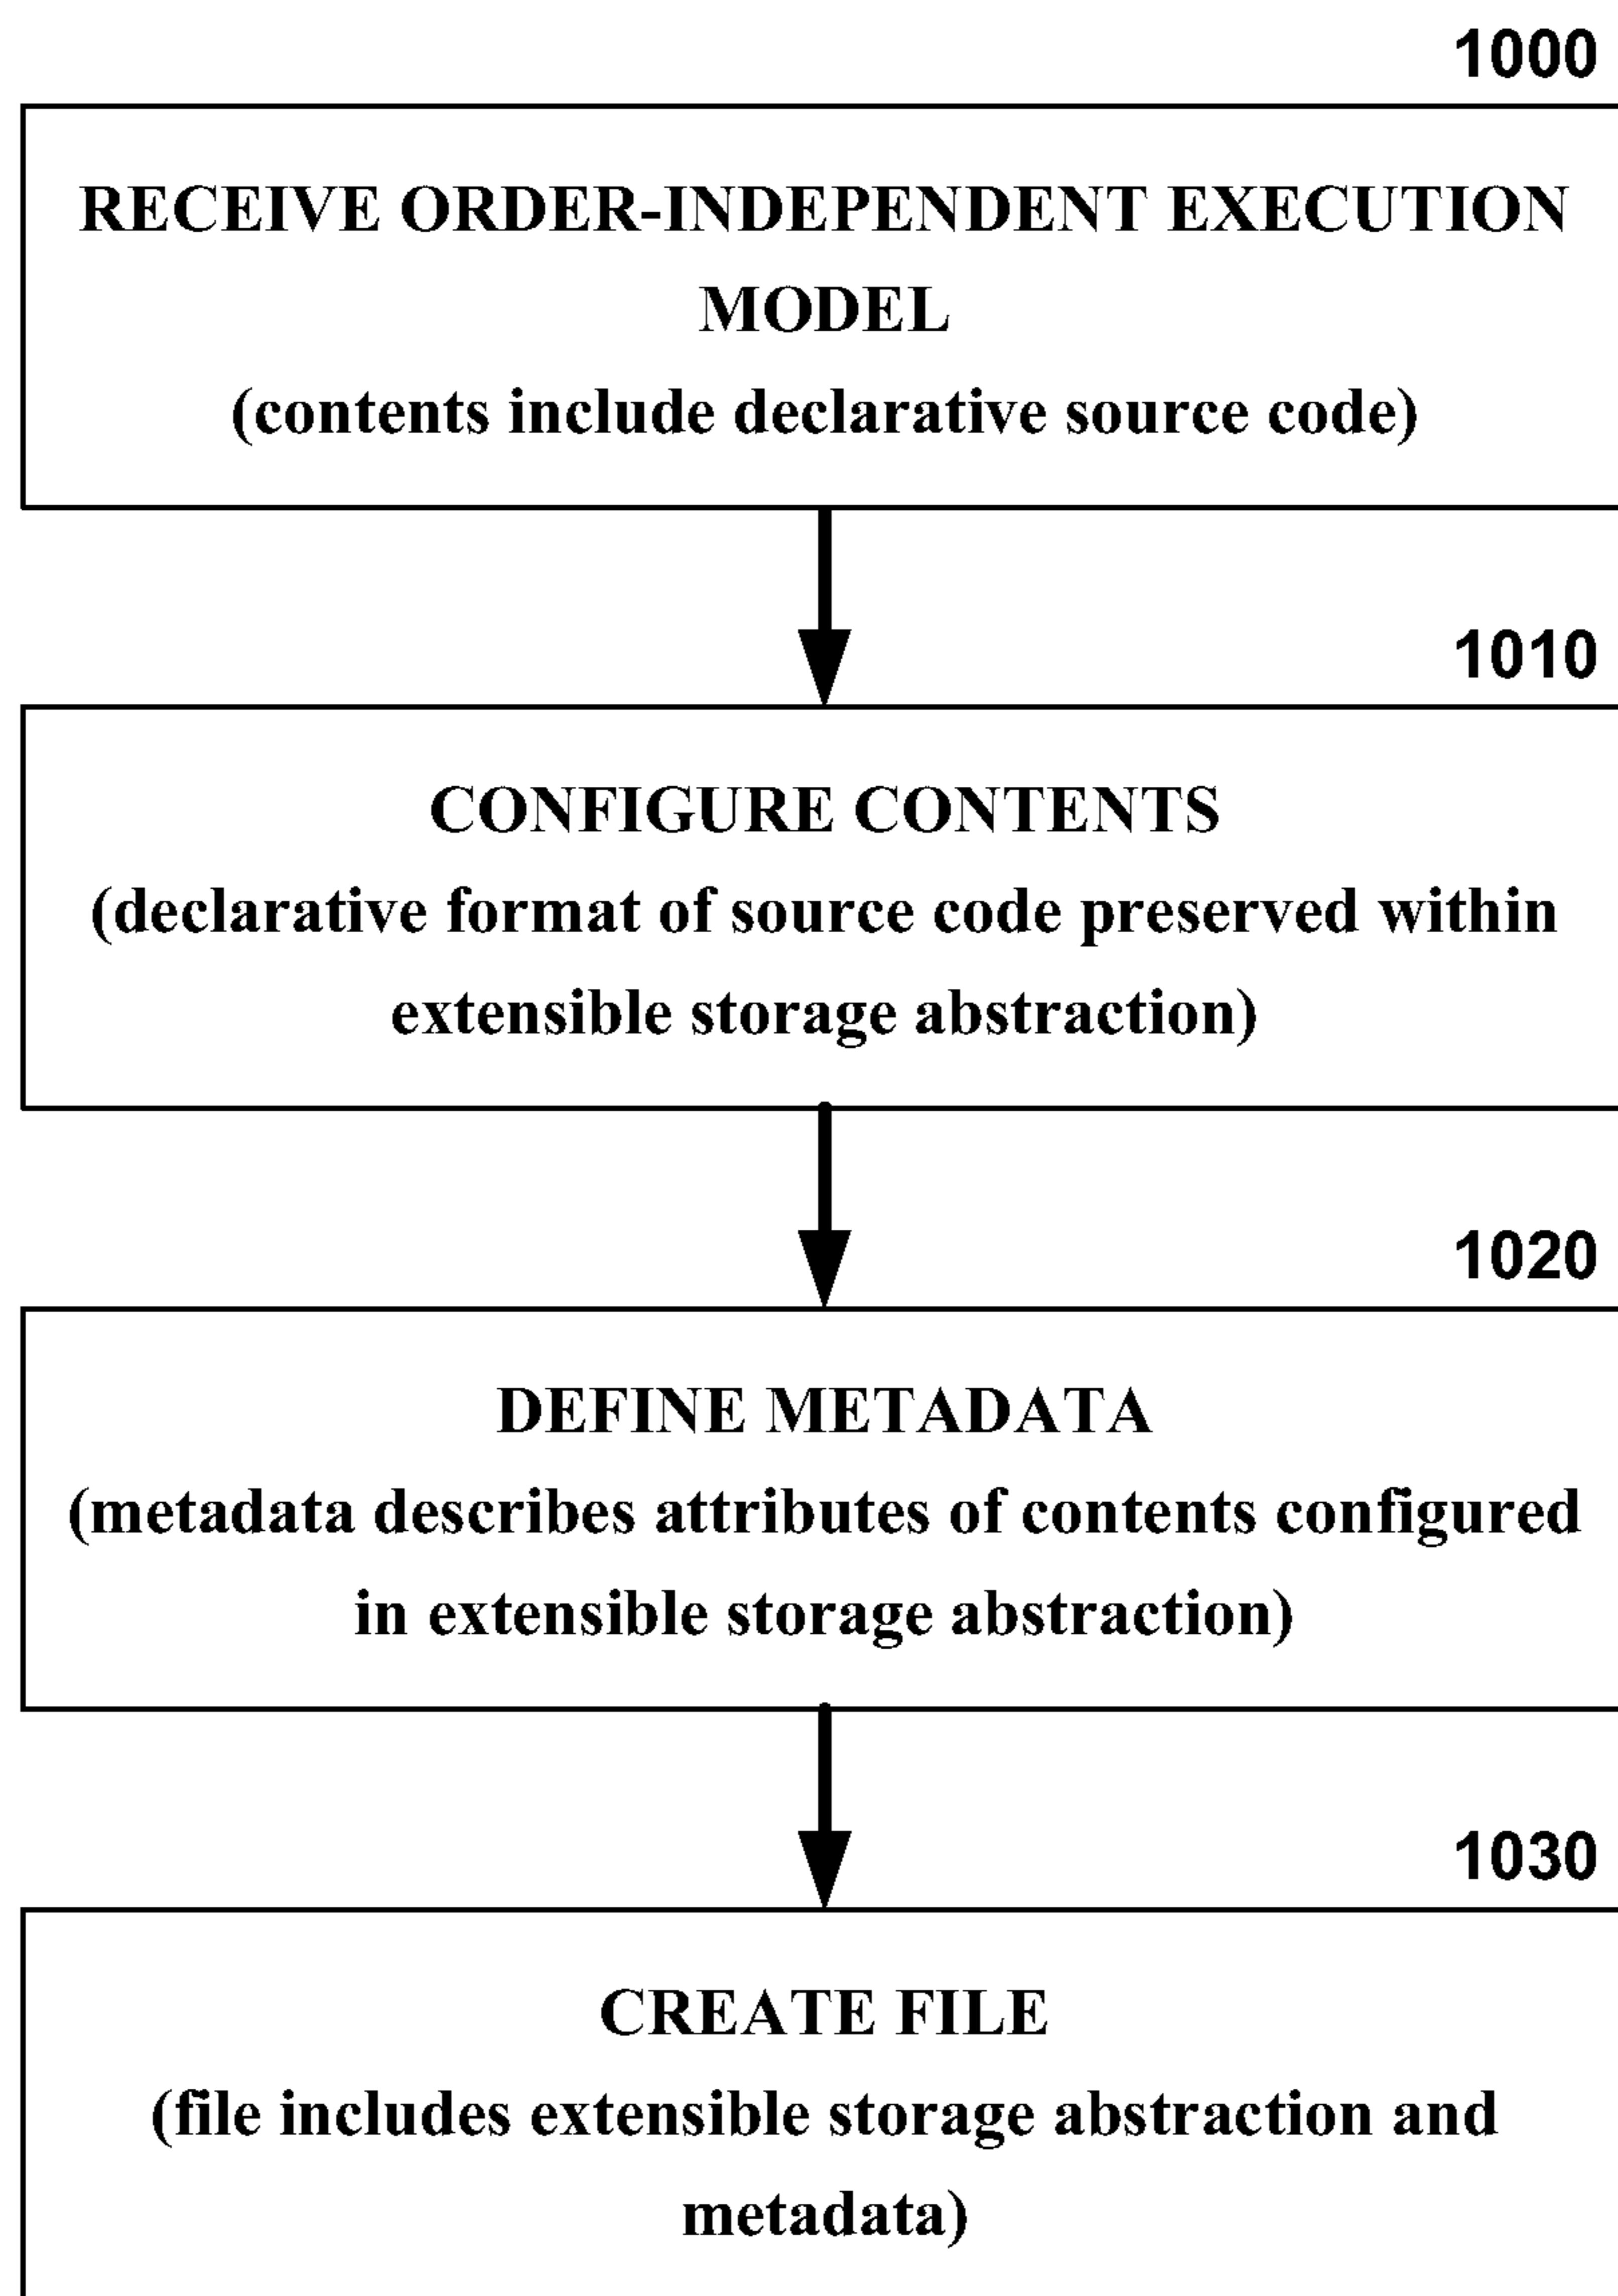 1000
RECEIVE ORDER-INDEPENDENT EXECUTION
MODEL
(contents include declarative source code)
1010
CONFIGURE CONTENTS
(declarative format of source code preserved within
extensible storage abstraction)
1020
DEFINE METADATA
(metadata describes attributes of contents configured
in extensible storage abstraction)
1030
CREATE FILE
(file includes extensible storage abstraction and
metadata)